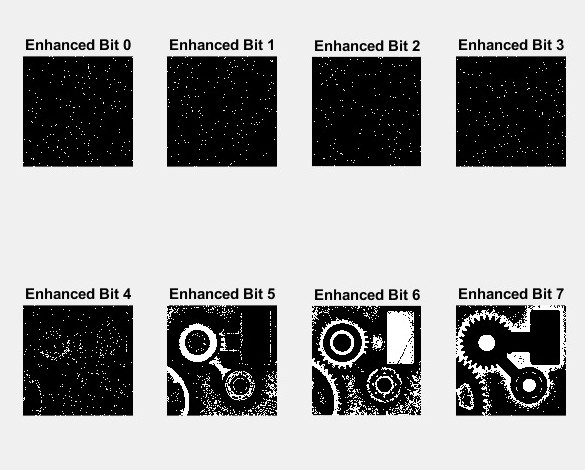 Enhanced Bit 0
Enhanced Bit 1
Enhanced Bit 2
Enhanced Bit 3
Enhanced Bit 4
Enhanced Bit 5
Enhanced Bit 6
Enhanced Bit 7